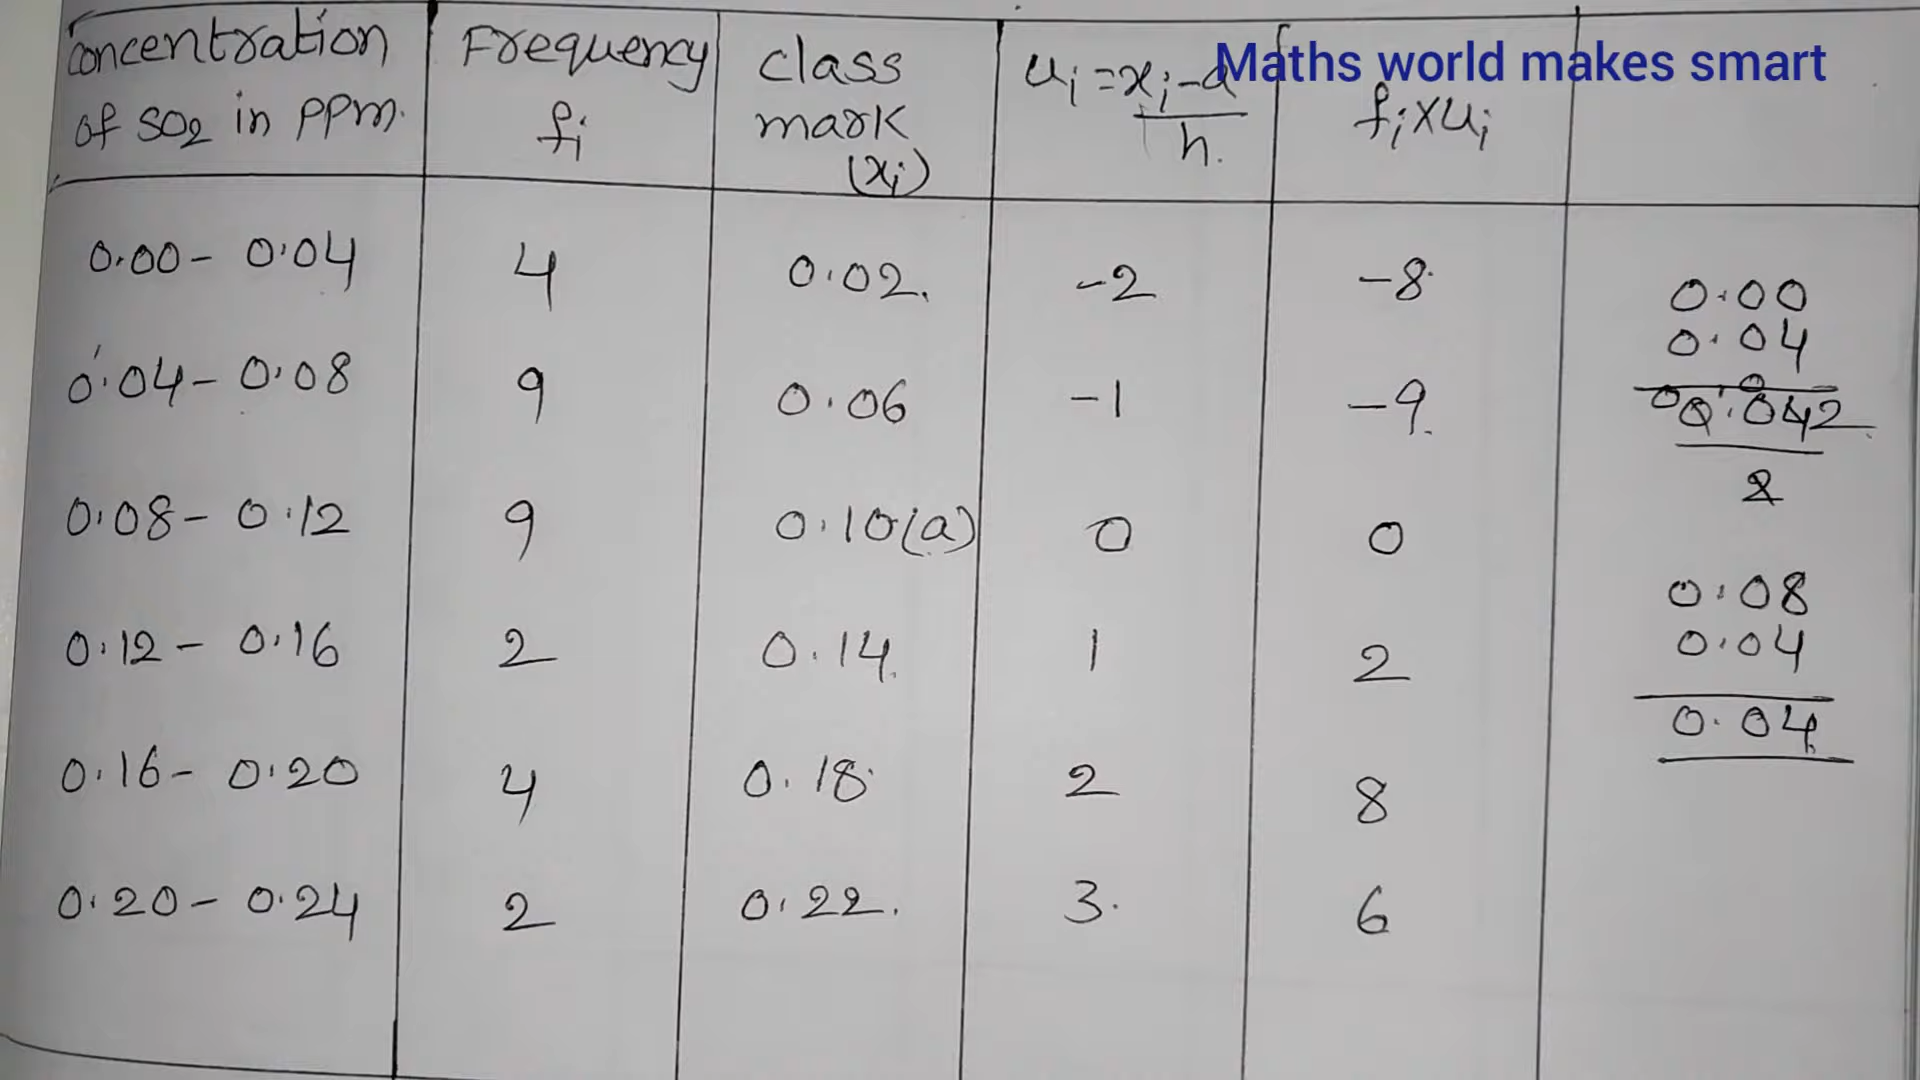 Concentration of SO2 in PPm. Frequency fi class mark (xi) ui = xi-a/h. fi×ui
Maths world makes smart
0.00 - 0.04 4 0.02. -2 -8
0.04 - 0.08 9 0.06 -1 -9.
0.08 - 0.12 9 0.10(a) 0 0
0.12 - 0.16 2 0.14. 1 2
0.16 - 0.20 4 0.18 2 8
0.20 - 0.24 2 0.22. 3. 6
0.00
0.04
2
0.08
0.04
0.04